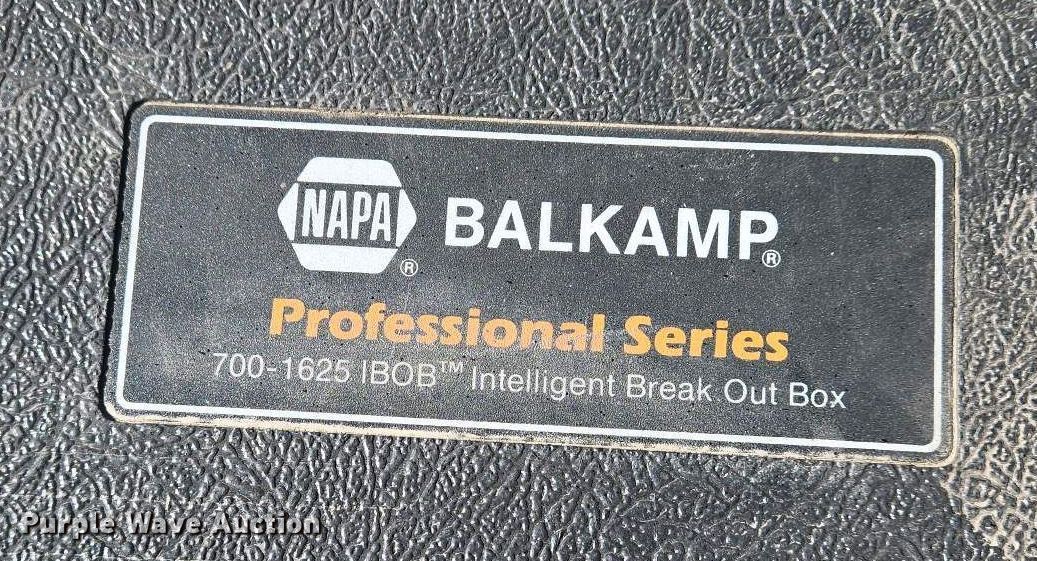 NAPA® BALKAMP®
Professional Series
700-1625 IBOB™ Intelligent Break Out Box
Purple Wave Auction